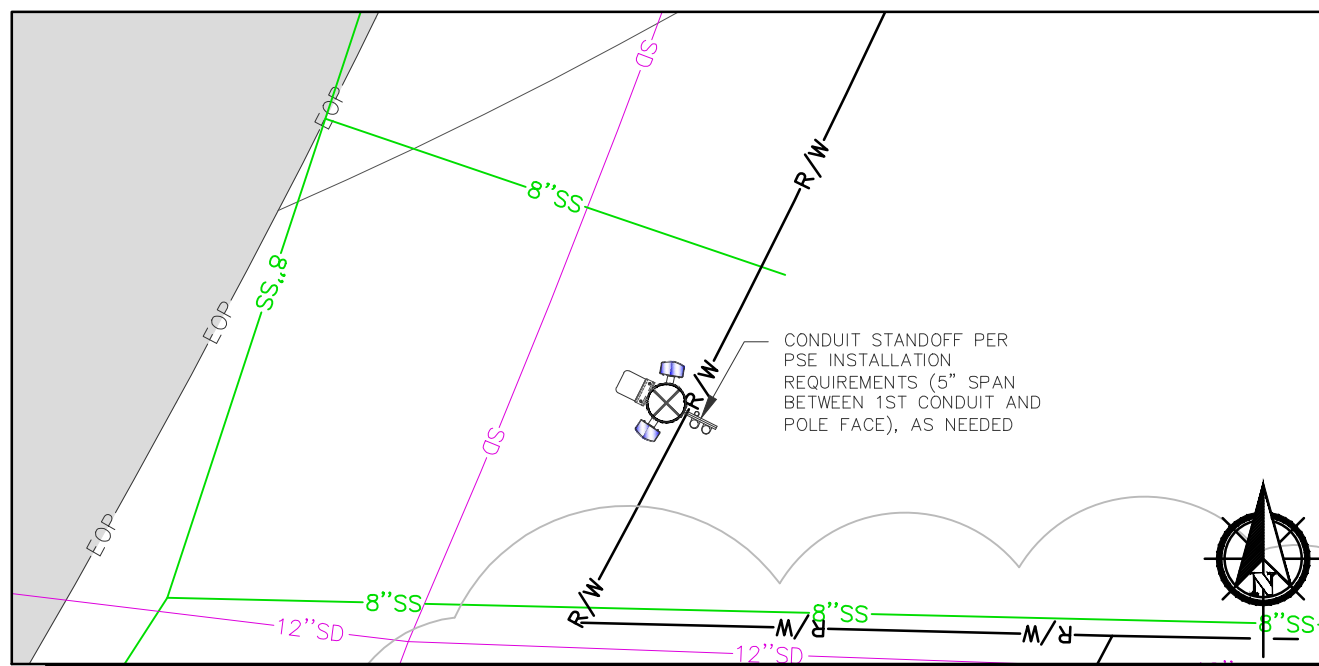 SD
EOP
R/W
8"SS
8"SS
EOP
CONDUIT STANDOFF PER
PSE INSTALLATION
REQUIREMENTS (5" SPAN
BETWEEN 1ST CONDUIT AND
POLE FACE), AS NEEDED
R/W
SD
EOP
N
R/W
8"SS
8"SS
8"SS
12"SD
R/W
R/W
12"SD